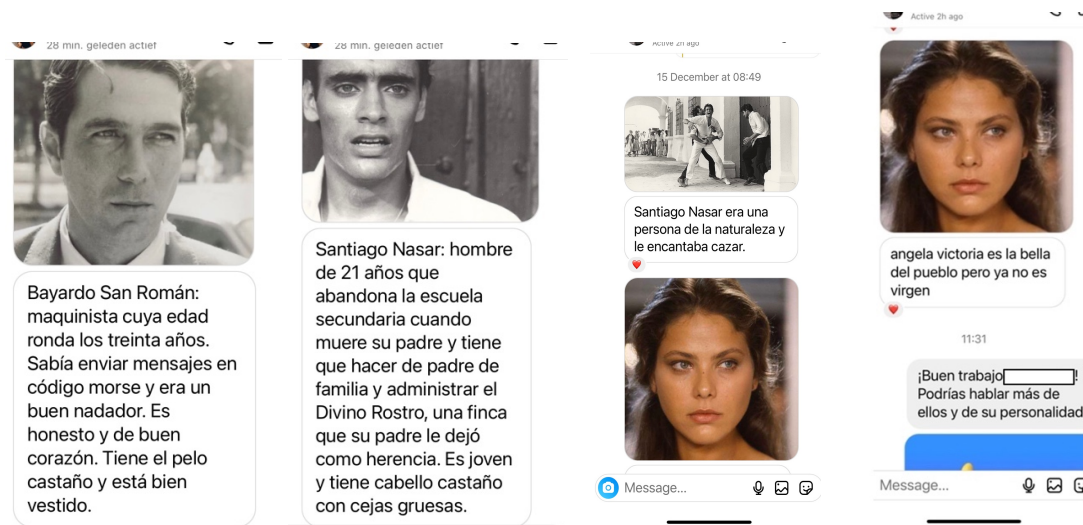 28 min. geleden actief
Bayardo San Román:
maquinista cuya edad
ronda los treinta años.
Sabía enviar mensajes en
código morse y era un
buen nadador. Es
honesto y de buen
corazón. Tiene el pelo
castaño y está bien
vestido.
28 min. geleden actief
Santiago Nasar: hombre
de 21 años que
abandona la escuela
secundaria cuando
muere su padre y tiene
que hacer de padre de
familia y administrar el
Divino Rostro, una finca
que su padre le dejó
como herencia. Es joven
y tiene cabello castaño
con cejas gruesas.
Active 2h ago
15 December at 08:49
Santiago Nasar era una
persona de la naturaleza y
le encantaba cazar.
Message...
Active 2h ago
angela victoria es la bella
del pueblo pero ya no es
virgen
11:31
¡Buen trabajo !
Podrías hablar más de
ellos y de su personalidad
Message...